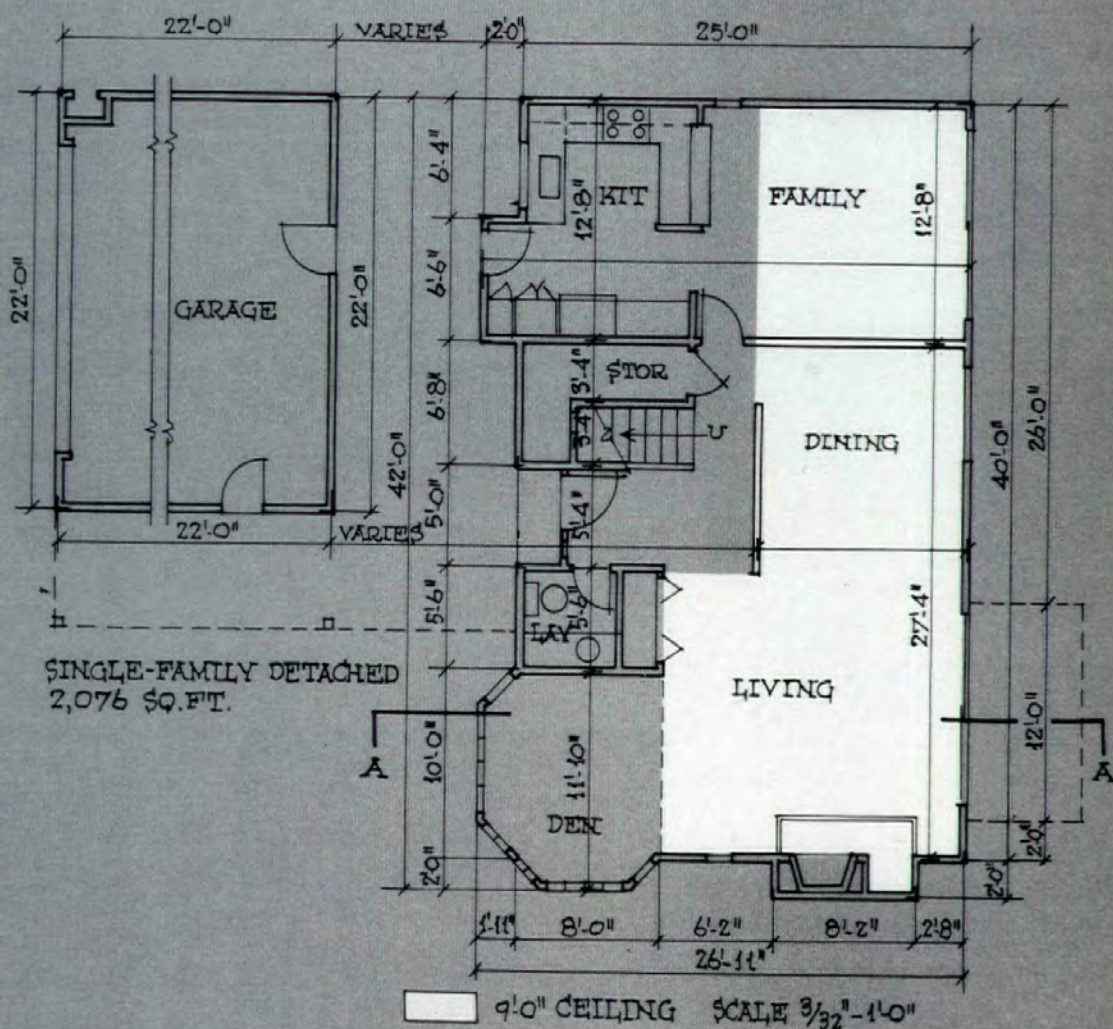 22'-0"
VARIES
2'0"
25'-0"
22'-0"
22'-0"
42'-0"
6'-4"
6'-6"
6'-8"
5'-0"
5'-6"
10'-0"
2'-0"
GARAGE
22'-0"
VARIES
KIT
12'-8"
FAMILY
12'-8"
STOR
3'-4"
3'-4"
U
DINING
5'-4"
LAV
5'-6"
27'-4"
LIVING
DEN
11'-10"
40'-0"
26'-0"
12'-0"
2'-0"
2'-0"
SINGLE-FAMILY DETACHED
2,076 SQ.FT.
A
A
1'-11"
8'-0"
6'-2"
8'-2"
2'-8"
26'-11"
9'-0" CEILING SCALE 3/32"-1'-0"